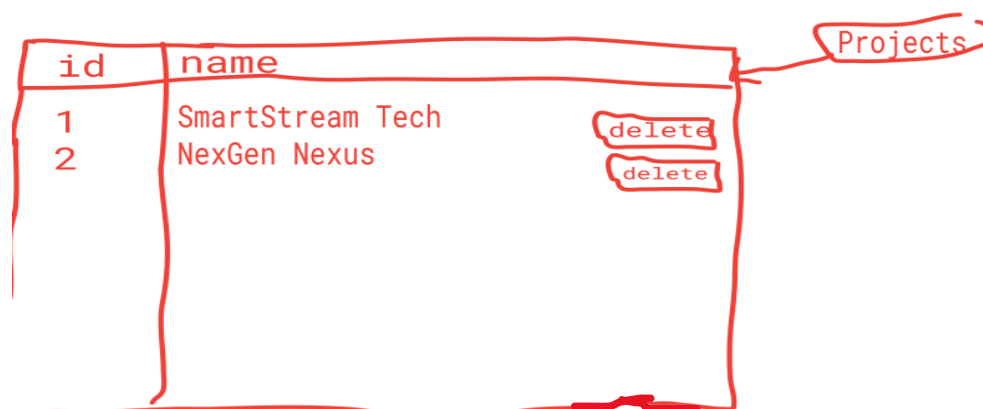 Projects
id name
1 SmartStream Tech delete
2 NexGen Nexus delete